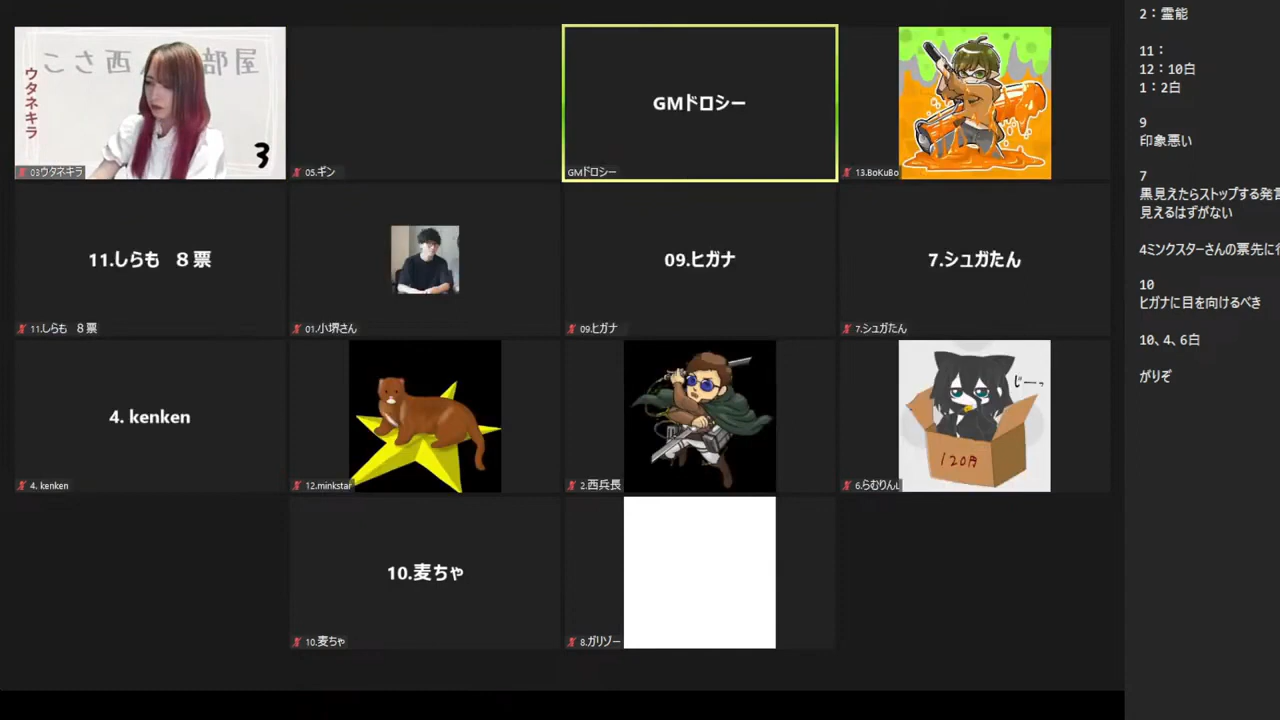 こさ西 部屋
ウタネキラ
3
03ウタネキラ
05.ギン
GMドロシー
GMドロシー
13.BoKuBo
11.しらも 8票
11.しらも 8票
01.小堺さん
09.ヒガナ
09.ヒガナ
7.シュガたん
7.シュガたん
4. kenken
4. kenken
12.minkstar
2.西兵長
じーっ
120円
6.らむりん
10.麦ちゃ
10.麦ちゃ
8.ガリゾー
2：霊能
11：
12：10白
1：2白
9
印象悪い
7
黒見えたらストップする発言
見えるはずがない
4ミンクスターさんの票先に
10
ヒガナに目を向けるべき
10、4、6白
がりぞ